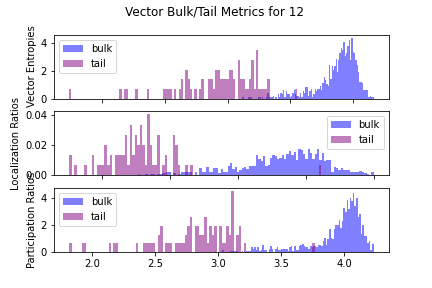 Vector Bulk/Tail Metrics for 12
Vector Entropies
4
2
0
bulk
tail
Localization Ratios
0.04
0.02
0.00
bulk
tail
Participation Ratios
4
2
0
bulk
tail
2.0 2.5 3.0 3.5 4.0